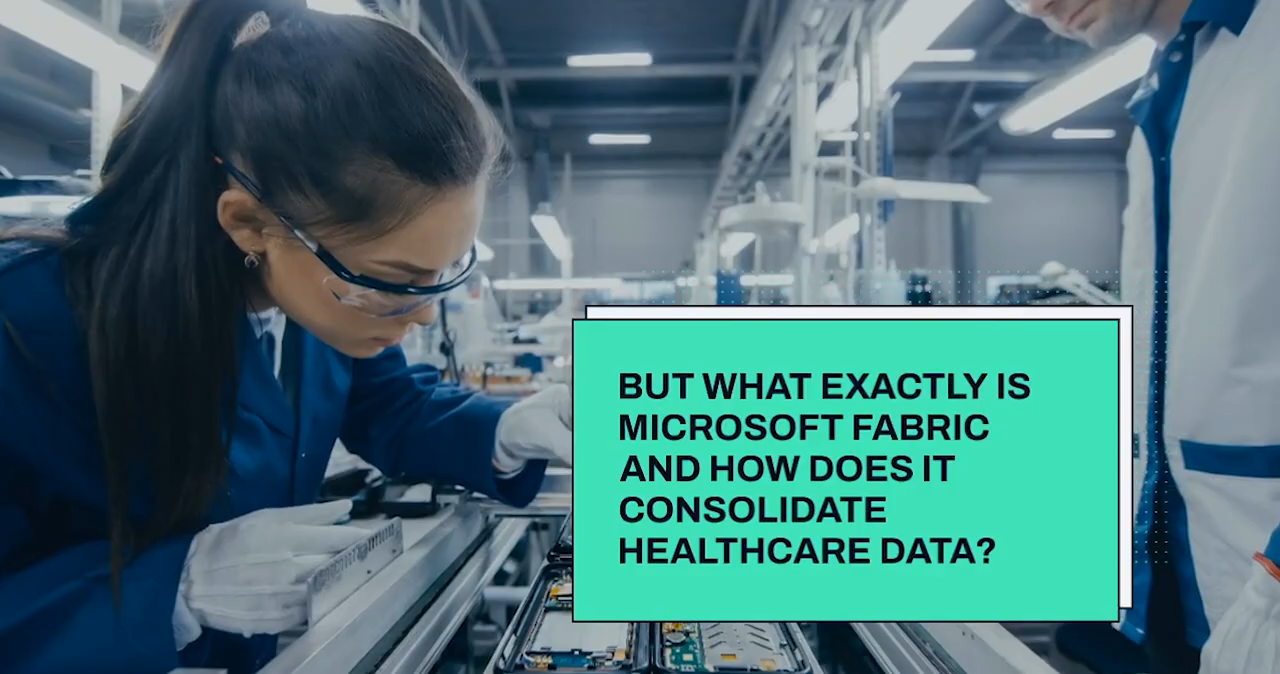 BUT WHAT EXACTLY IS
MICROSOFT FABRIC
AND HOW DOES IT
CONSOLIDATE
HEALTHCARE DATA?